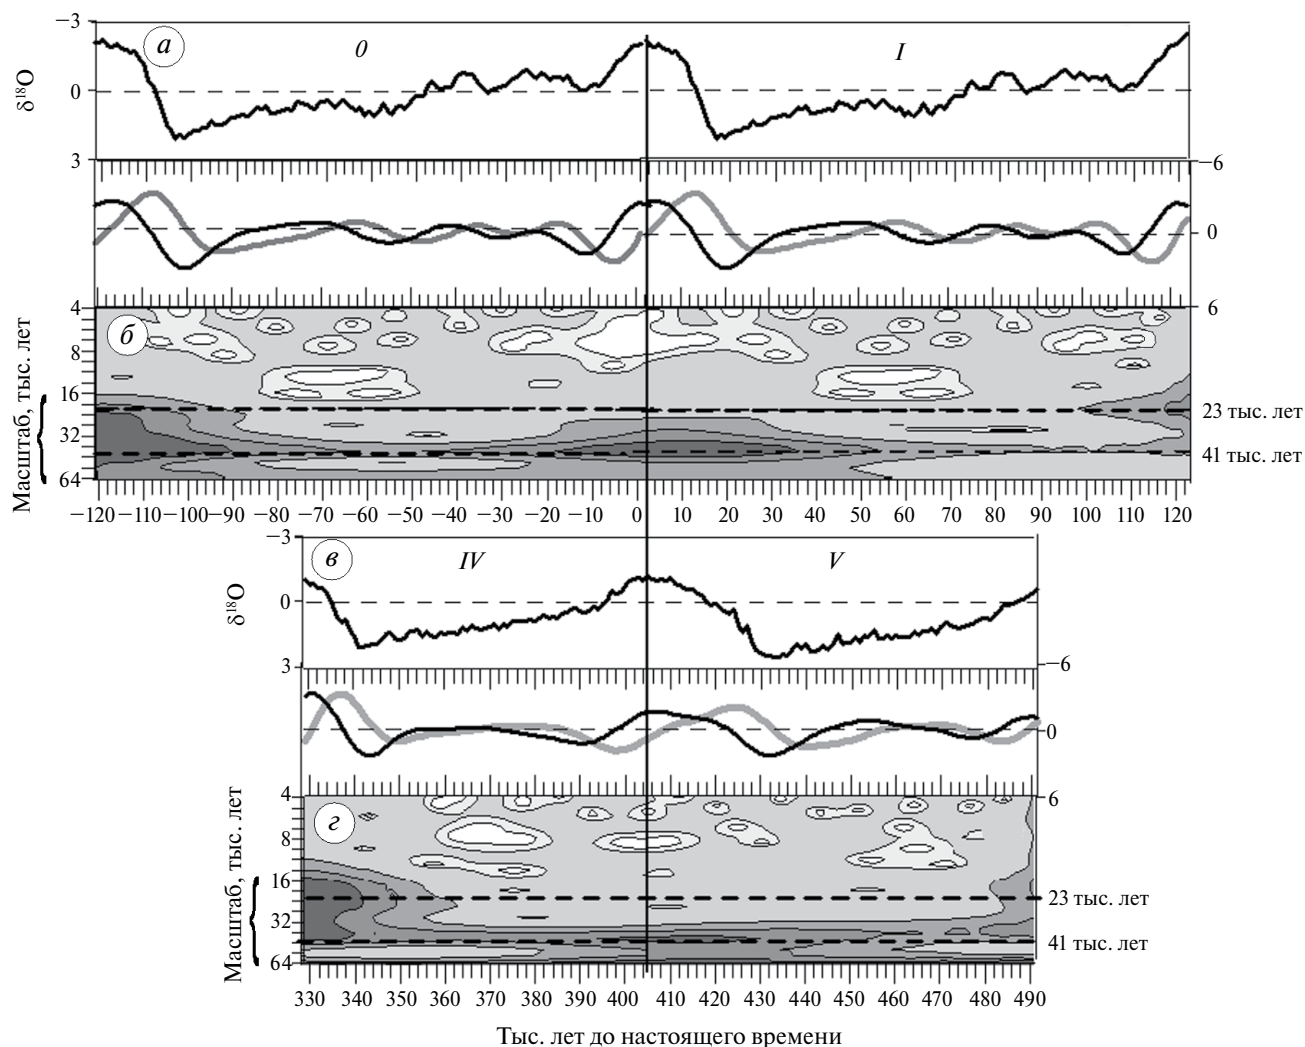 −3
а
0
I
δ¹⁸O
0
3
−6
0
4
6
б
8
Масштаб, тыс. лет
16
23 тыс. лет
32
41 тыс. лет
64
−120 −110 −100 −90 −80 −70 −60 −50 −40 −30 −20 −10 0 10 20 30 40 50 60 70 80 90 100 110 120
−3
в
IV
V
δ¹⁸O
0
3
−6
0
4
6
г
8
Масштаб, тыс. лет
16
23 тыс. лет
32
41 тыс. лет
64
330 340 350 360 370 380 390 400 410 420 430 440 450 460 470 480 490
Тыс. лет до настоящего времени